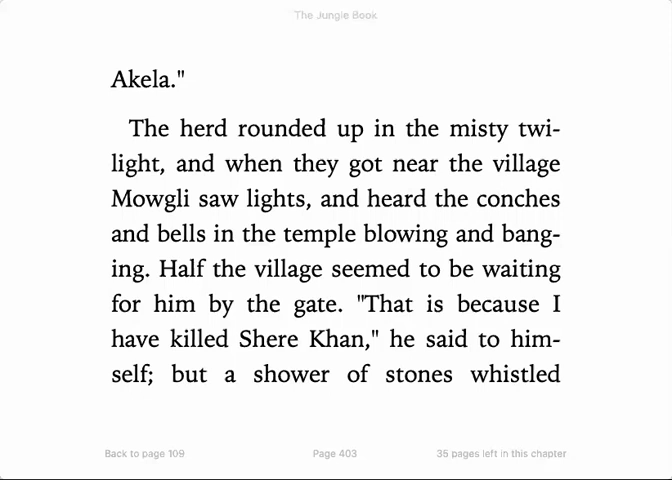 The Jungle Book
Akela."
The herd rounded up in the misty twi-
light, and when they got near the village
Mowgli saw lights, and heard the conches
and bells in the temple blowing and bang-
ing. Half the village seemed to be waiting
for him by the gate. "That is because I
have killed Shere Khan," he said to him-
self; but a shower of stones whistled
Back to page 109
Page 403
35 pages left in this chapter